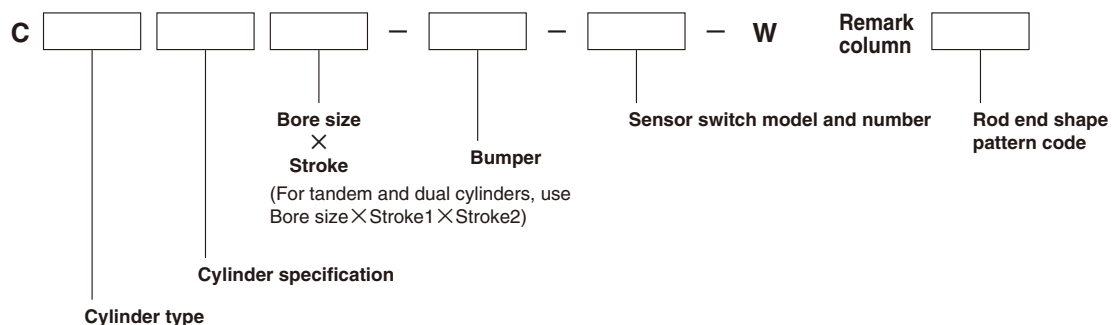 C – – – W Remark
column
Bore size
×
Stroke
(For tandem and dual cylinders, use
Bore size×Stroke1×Stroke2)
Bumper
Sensor switch model and number
Rod end shape
pattern code
Cylinder specification
Cylinder type